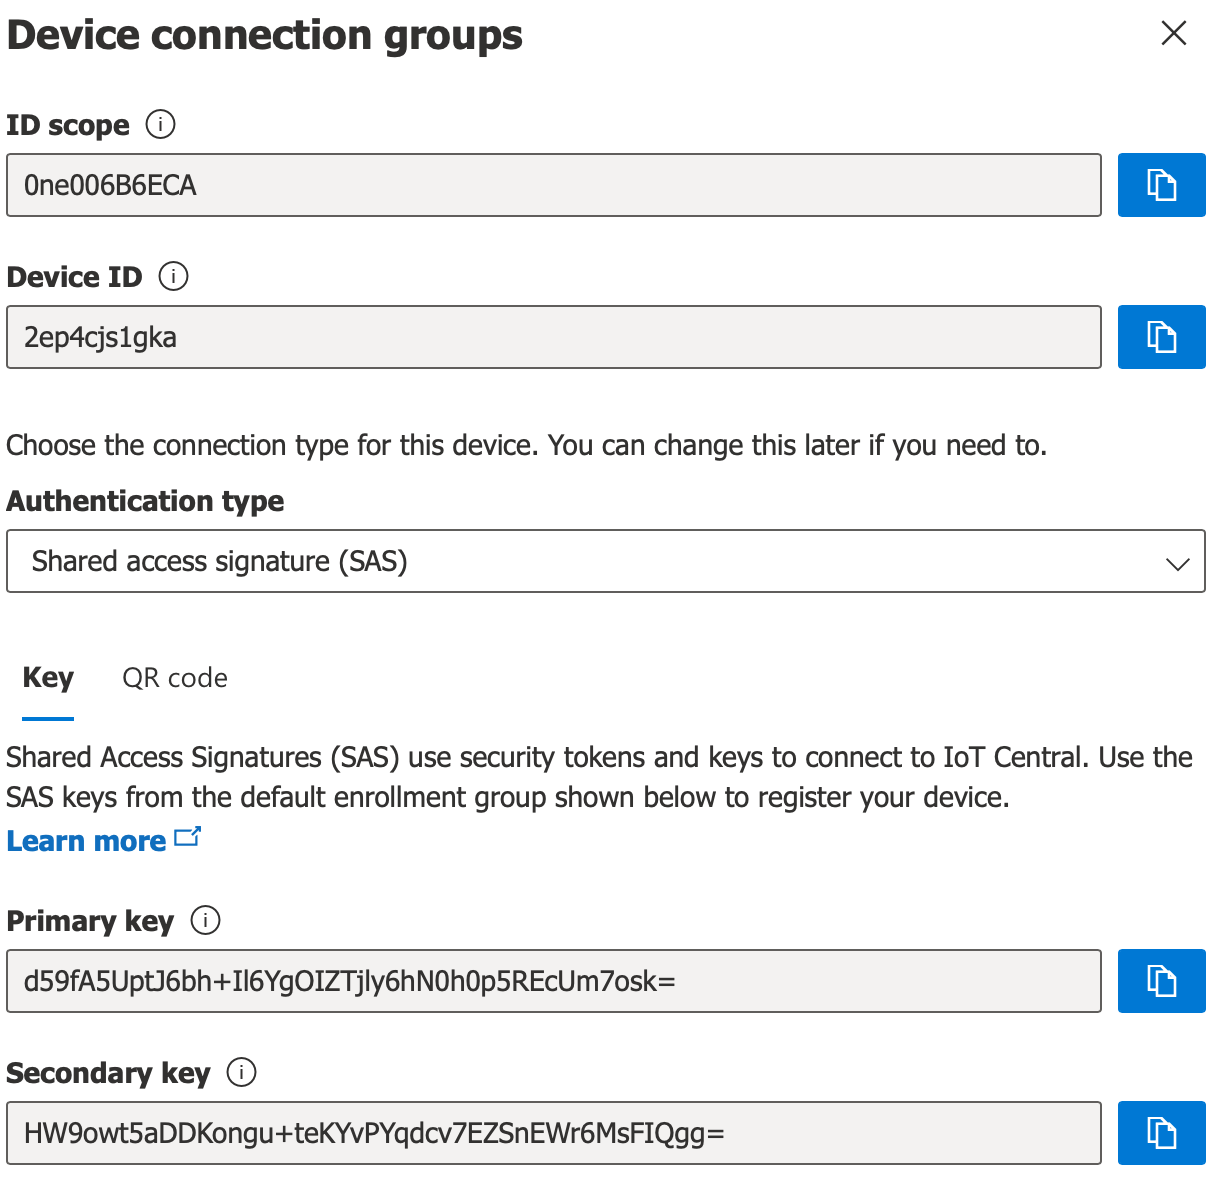 Device connection groups
ID scope
0ne006B6ECA
Device ID
2ep4cjs1gka
Choose the connection type for this device. You can change this later if you need to.
Authentication type
Shared access signature (SAS)
Key QR code
Shared Access Signatures (SAS) use security tokens and keys to connect to IoT Central. Use the
SAS keys from the default enrollment group shown below to register your device.
Learn more
Primary key
d59fA5UptJ6bh+Il6YgOIZTjly6hN0h0p5REcUm7osk=
Secondary key
HW9owt5aDDKongu+teKYvPYqdcv7EZSnEWr6MsFIQgg=